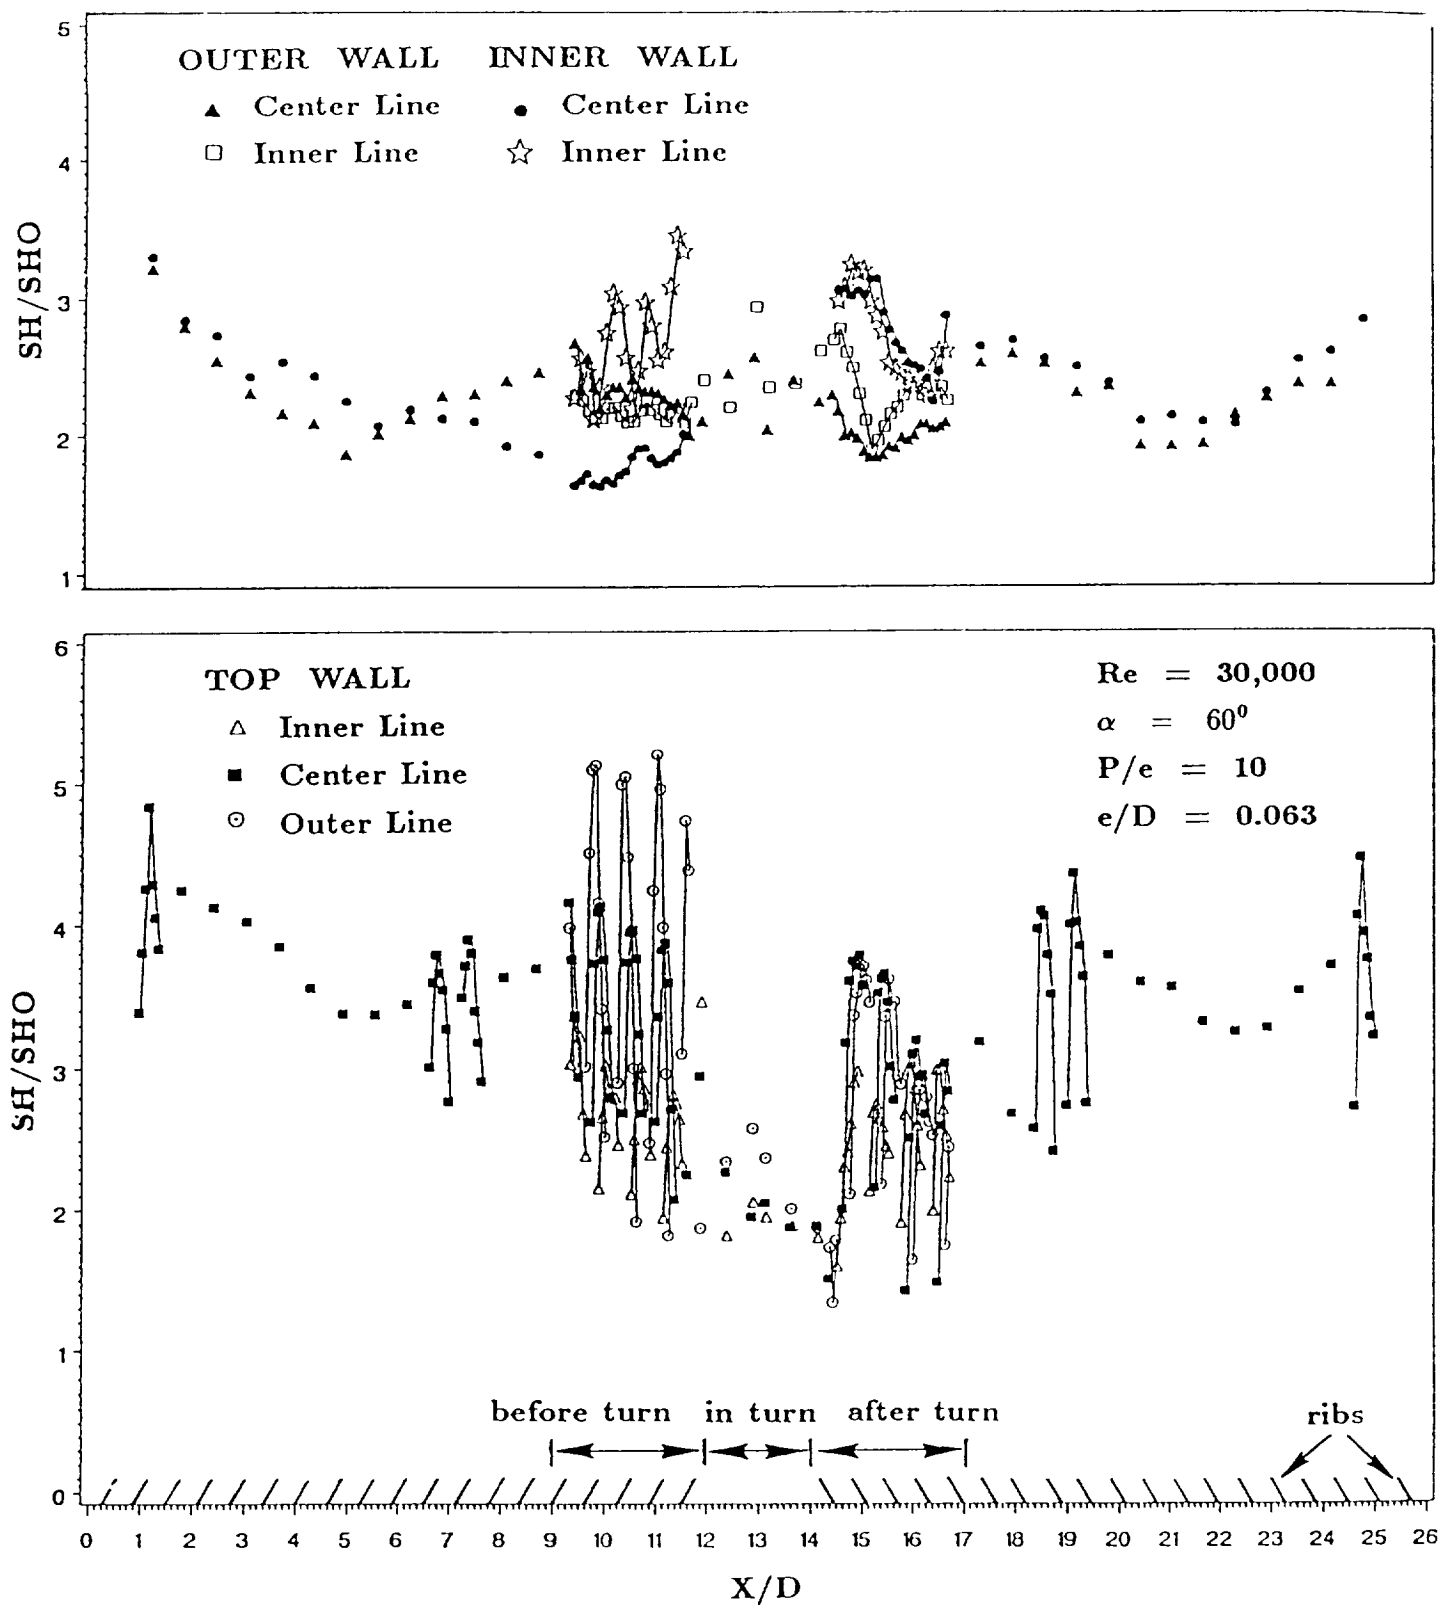 5
OUTER WALL INNER WALL
Center Line Center Line
Inner Line Inner Line
4
SH/SHO
3
2
1
6
TOP WALL
Inner Line
Center Line
Outer Line
Re = 30,000
α = 60⁰
P/e = 10
e/D = 0.063
5
4
SH/SHO
3
2
1
before turn in turn after turn
ribs
0
0 1 2 3 4 5 6 7 8 9 10 11 12 13 14 15 16 17 18 19 20 21 22 23 24 25 26
X/D